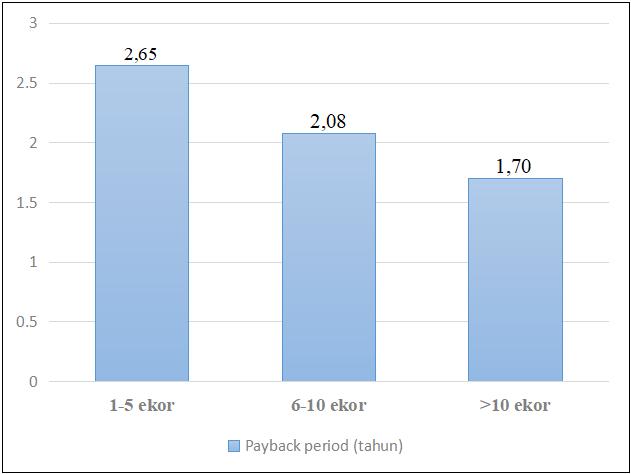 3
2.5
2
1.5
1
0.5
0
2,65
2,08
1,70
1-5 ekor
6-10 ekor
>10 ekor
Payback period (tahun)